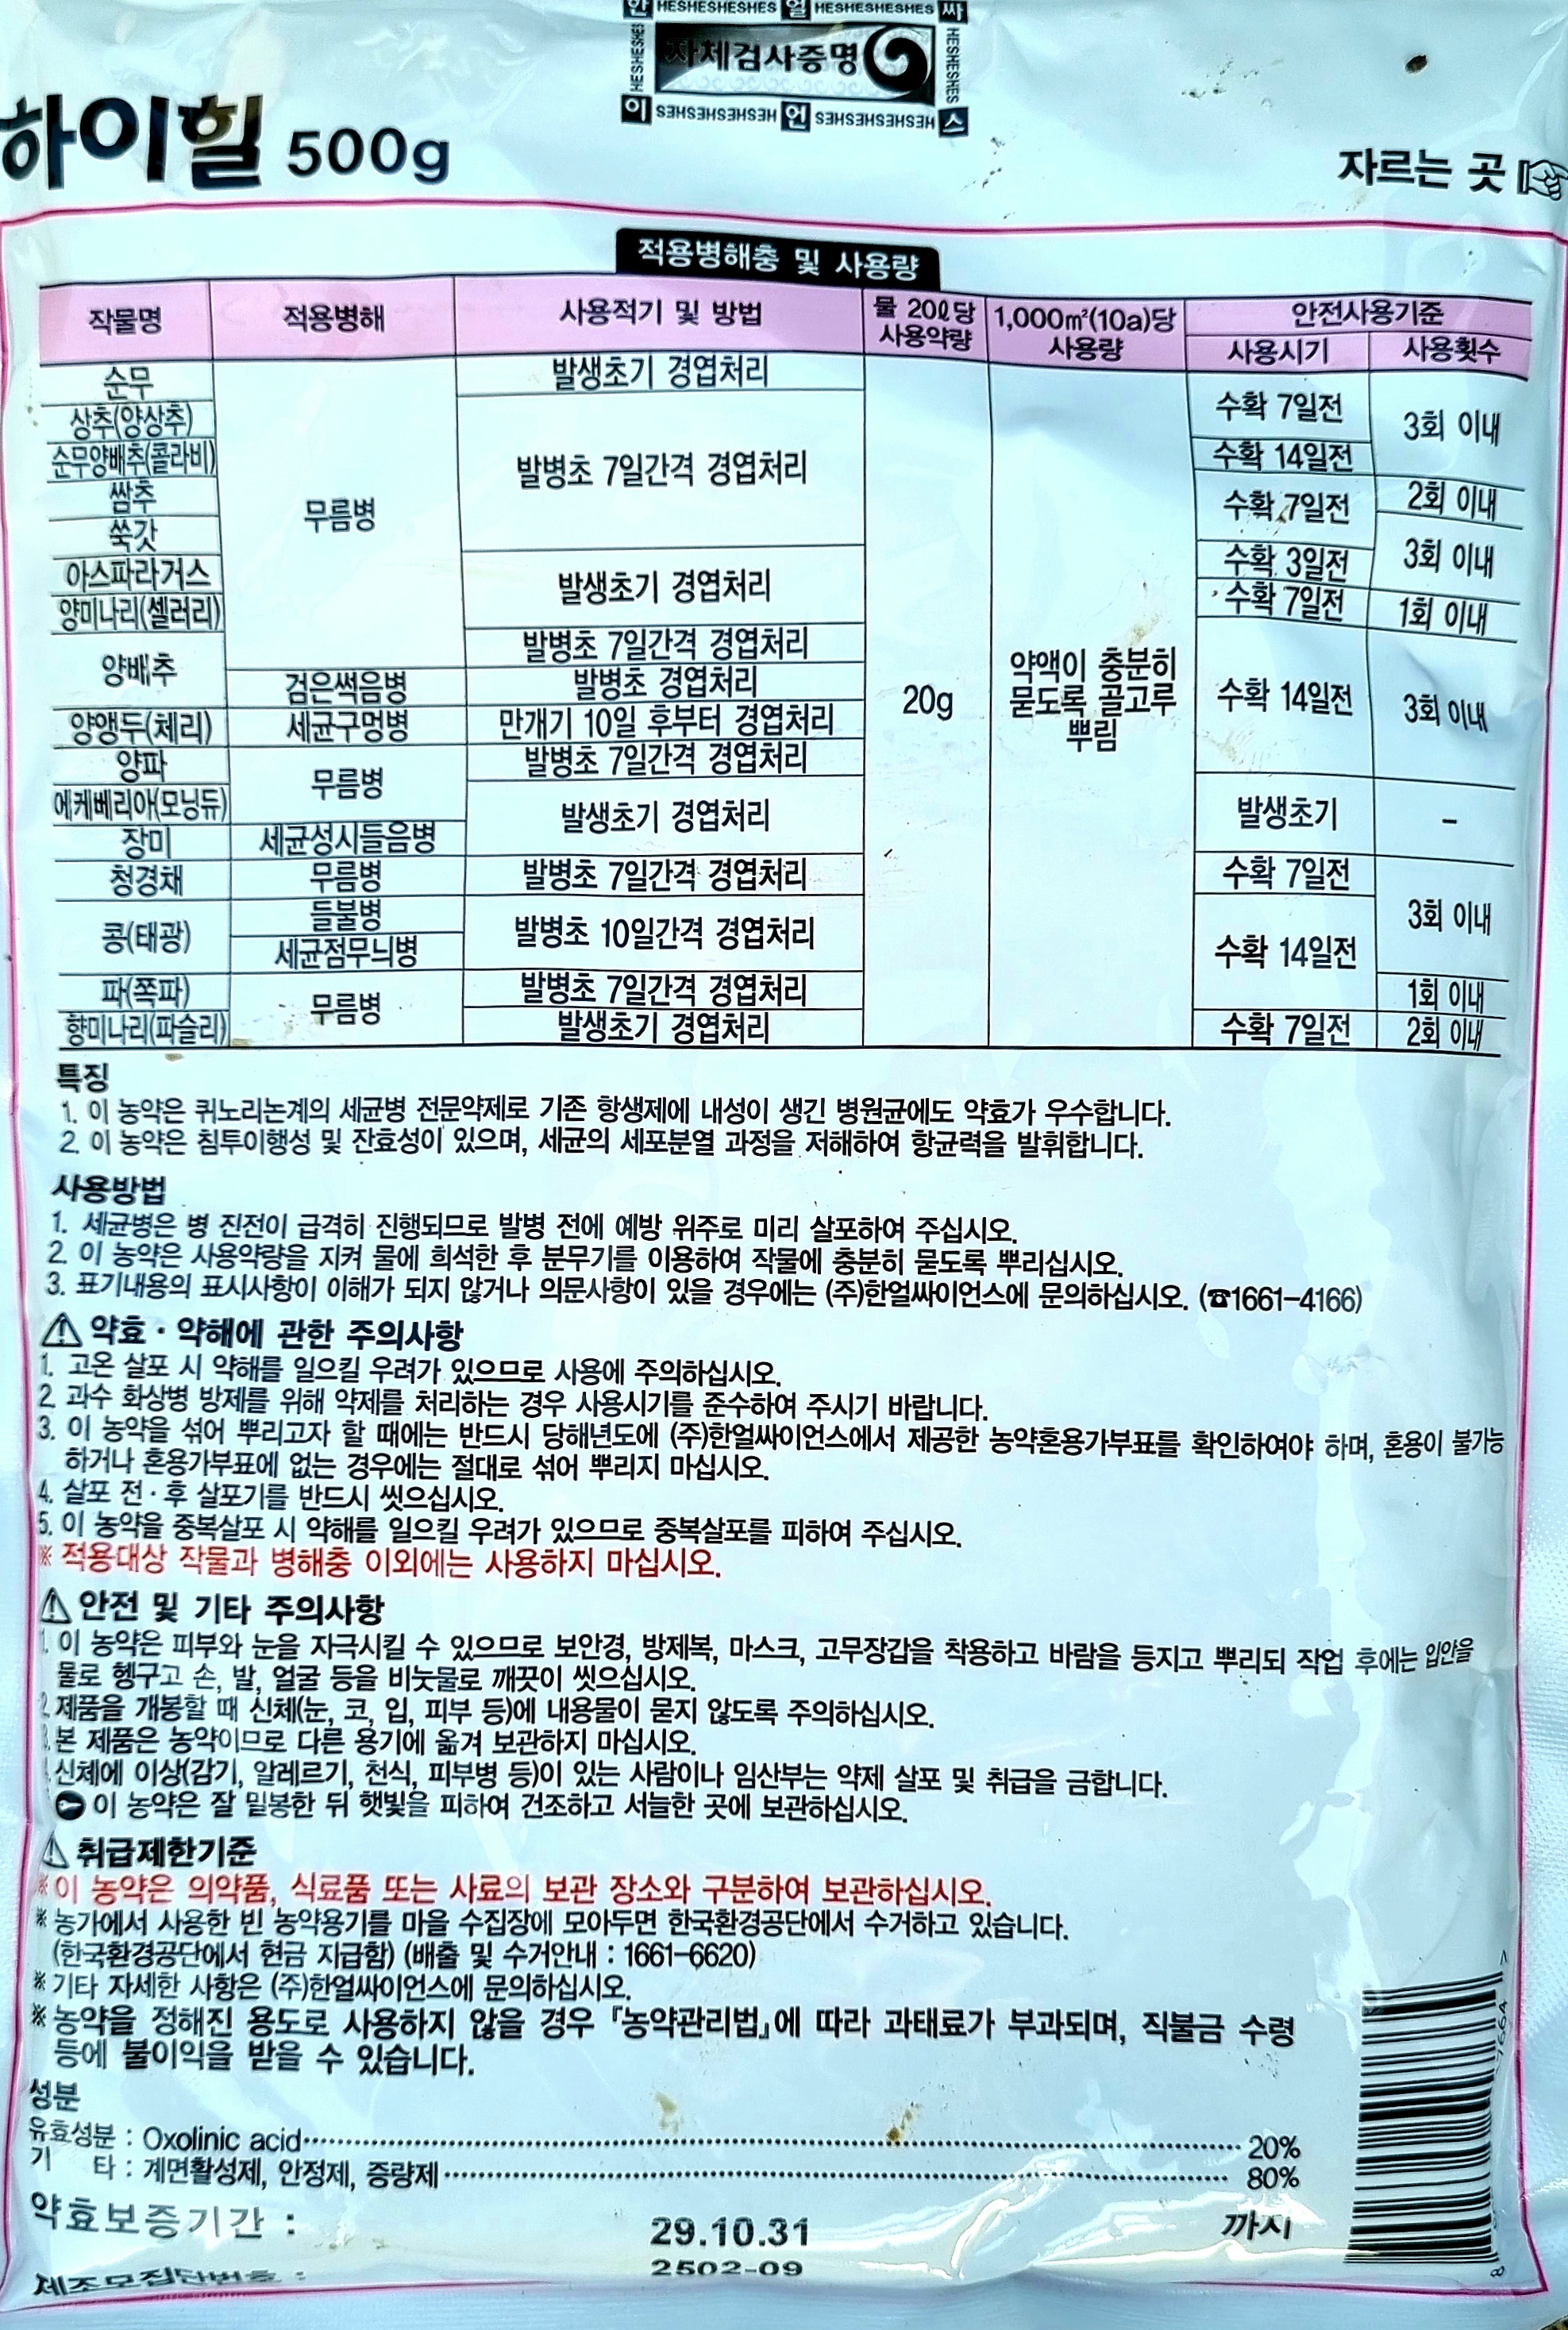 한 HESHESHESHES 얼 HESHESHESHES 싸
HESHESHES
자체검사증명
HESHESHES
이 HESHESHESHES 언 HESHESHESHES 스
하이힐 500g
자르는 곳
적용병해충 및 사용량
작물명 적용병해 사용적기 및 방법 물 20ℓ당 사용약량 1,000㎡(10a)당 사용량 안전사용기준
사용시기 사용횟수
순무 무름병 발생초기 경엽처리 20g 약액이 충분히 묻도록 골고루 뿌림 수확 7일전 3회 이내
상추(양상추) 발병초 7일간격 경엽처리
순무양배추(콜라비) 수확 14일전
쌈추 수확 7일전 2회 이내
쑥갓 3회 이내
아스파라거스 발생초기 경엽처리 수확 3일전
양미나리(셀러리) 수확 7일전 1회 이내
양배추 발병초 7일간격 경엽처리 수확 14일전 3회 이내
검은썩음병 발병초 경엽처리
양앵두(체리) 세균구멍병 만개기 10일 후부터 경엽처리
양파 무름병 발병초 7일간격 경엽처리
에케베리아(모닝듀) 발생초기 경엽처리 발생초기 -
장미 세균성시들음병
청경채 무름병 발병초 7일간격 경엽처리 수확 7일전 3회 이내
콩(태광) 들불병 발병초 10일간격 경엽처리 수확 14일전
세균점무늬병
파(쪽파) 무름병 발병초 7일간격 경엽처리 1회 이내
향미나리(파슬리) 발생초기 경엽처리 수확 7일전 2회 이내
특징
1. 이 농약은 퀴노리논계의 세균병 전문약제로 기존 항생제에 내성이 생긴 병원균에도 약효가 우수합니다.
2. 이 농약은 침투이행성 및 잔효성이 있으며, 세균의 세포분열 과정을 저해하여 항균력을 발휘합니다.
사용방법
1. 세균병은 병 진전이 급격히 진행되므로 발병 전에 예방 위주로 미리 살포하여 주십시오.
2. 이 농약은 사용약량을 지켜 물에 희석한 후 분무기를 이용하여 작물에 충분히 묻도록 뿌리십시오.
3. 표기내용의 표시사항이 이해가 되지 않거나 의문사항이 있을 경우에는 (주)한얼싸이언스에 문의하십시오. (☎1661-4166)
⚠ 약효·약해에 관한 주의사항
1. 고온 살포 시 약해를 일으킬 우려가 있으므로 사용에 주의하십시오.
2. 과수 화상병 방제를 위해 약제를 처리하는 경우 사용시기를 준수하여 주시기 바랍니다.
3. 이 농약을 섞어 뿌리고자 할 때에는 반드시 당해년도에 (주)한얼싸이언스에서 제공한 농약혼용가부표를 확인하여야 하며, 혼용이 불가능
하거나 혼용가부표에 없는 경우에는 절대로 섞어 뿌리지 마십시오.
4. 살포 전·후 살포기를 반드시 씻으십시오.
5. 이 농약을 중복살포 시 약해를 일으킬 우려가 있으므로 중복살포를 피하여 주십시오.
※ 적용대상 작물과 병해충 이외에는 사용하지 마십시오.
⚠ 안전 및 기타 주의사항
1. 이 농약은 피부와 눈을 자극시킬 수 있으므로 보안경, 방제복, 마스크, 고무장갑을 착용하고 바람을 등지고 뿌리되 작업 후에는 입안을
물로 헹구고 손, 발, 얼굴 등을 비눗물로 깨끗이 씻으십시오.
2. 제품을 개봉할 때 신체(눈, 코, 입, 피부 등)에 내용물이 묻지 않도록 주의하십시오.
3. 본 제품은 농약이므로 다른 용기에 옮겨 보관하지 마십시오.
신체에 이상(감기, 알레르기, 천식, 피부병 등)이 있는 사람이나 임산부는 약제 살포 및 취급을 금합니다.
이 농약은 잘 밀봉한 뒤 햇빛을 피하여 건조하고 서늘한 곳에 보관하십시오.
⚠ 취급제한기준
※ 이 농약은 의약품, 식료품 또는 사료의 보관 장소와 구분하여 보관하십시오.
※ 농가에서 사용한 빈 농약용기를 마을 수집장에 모아두면 한국환경공단에서 수거하고 있습니다.
(한국환경공단에서 현금 지급함) (배출 및 수거안내 : 1661-6620)
※ 기타 자세한 사항은 (주)한얼싸이언스에 문의하십시오.
※ 농약을 정해진 용도로 사용하지 않을 경우 『농약관리법』에 따라 과태료가 부과되며, 직불금 수령
등에 불이익을 받을 수 있습니다.
성분
유효성분 : Oxolinic acid 20%
기 타 : 계면활성제, 안정제, 증량제 80%
약효보증기간 : 29.10.31 까지
제조모집단번호 : 2502-09